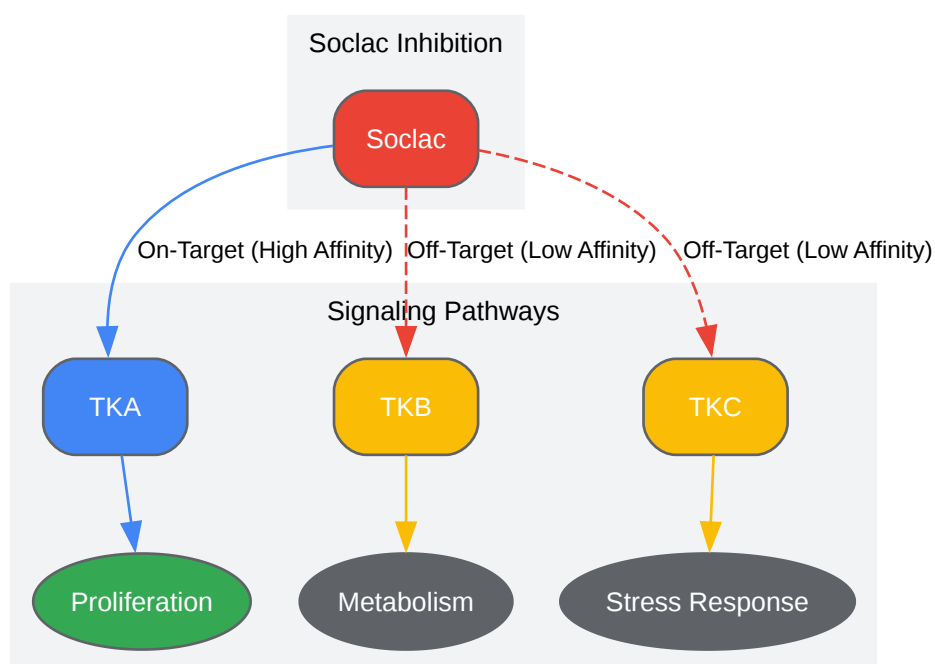 Soclac Inhibition
Soclac
On-Target (High Affinity)
Off-Target (Low Affinity)
Off-Target (Low Affinity)
Signaling Pathways
TKA
TKB
TKC
Proliferation
Metabolism
Stress Response